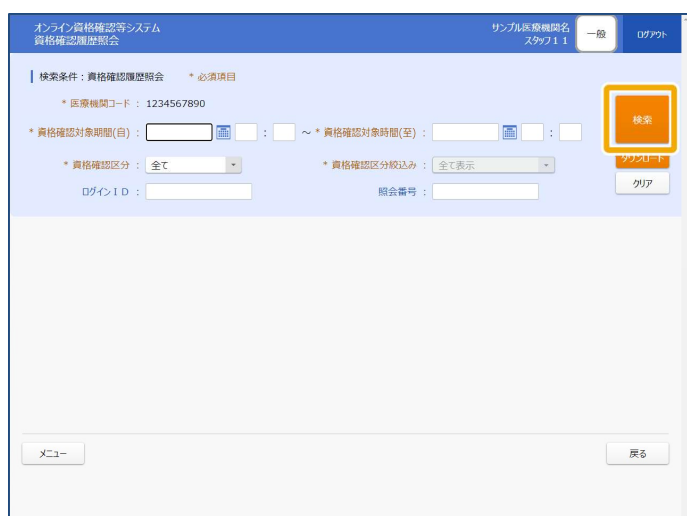 オンライン資格確認等システム
資格確認履歴照会
サンプル医療機関名
スタッフ１１
一般
ログアウト
検索条件：資格確認履歴照会 * 必須項目
* 医療機関コード ： 1234567890
* 資格確認対象期間(自) ： ： ～ * 資格確認対象時間(至) ： ：
検索
* 資格確認区分 ： 全て * 資格確認区分絞込み ： 全て表示
ダウンロード
ログインＩＤ ： 照会番号 ：
クリア
メニュー
戻る